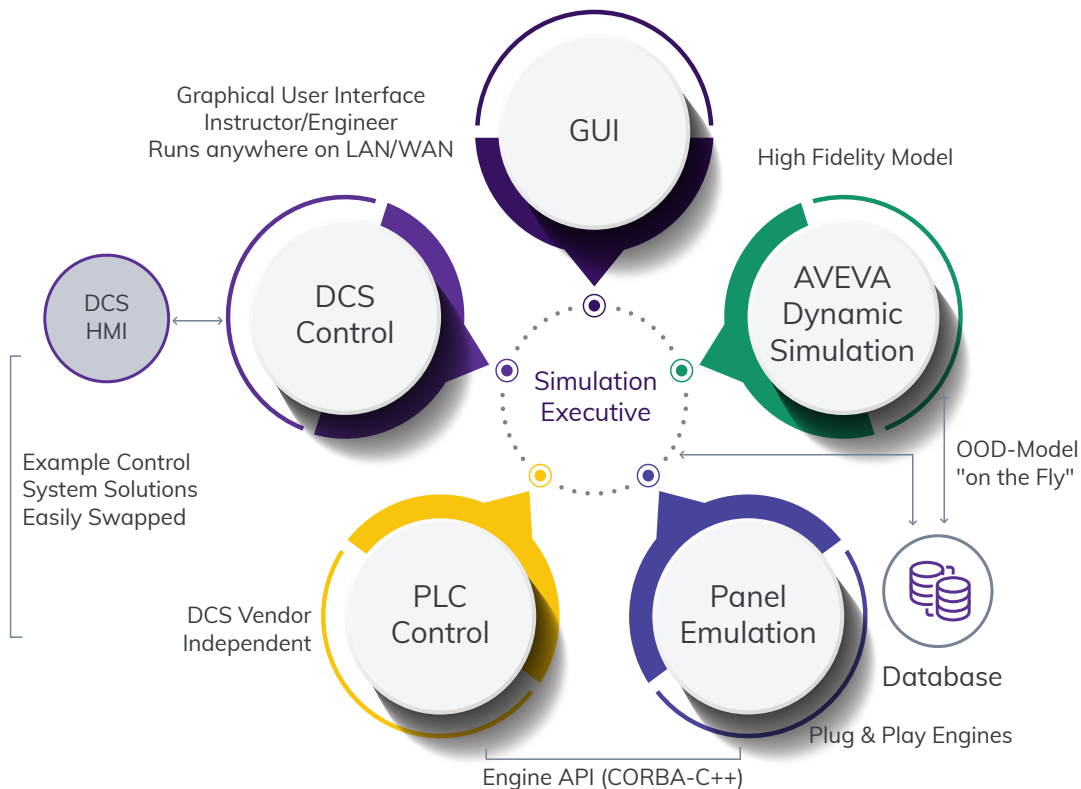 GUI
Graphical User Interface
Instructor/Engineer
Runs anywhere on LAN/WAN
High Fidelity Model
DCS
HMI
DCS
Control
AVEVA
Dynamic
Simulation
Simulation
Executive
Example Control
System Solutions
Easily Swapped
OOD-Model
"on the Fly"
DCS Vendor
Independent
PLC
Control
Panel
Emulation
Database
Plug & Play Engines
Engine API (CORBA-C++)